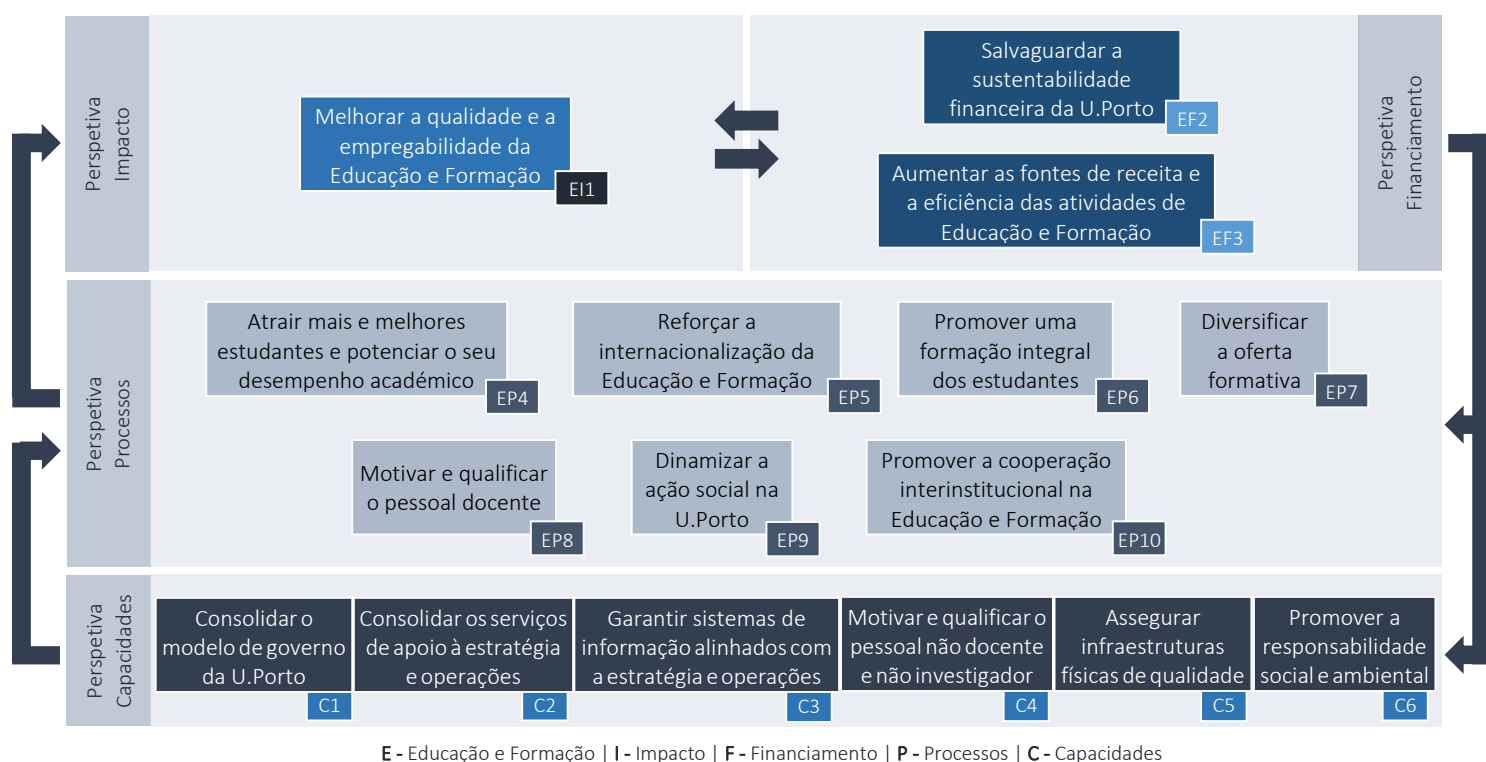 Perspetiva
Impacto
Melhorar a qualidade e a
empregabilidade da
Educação e Formação
EI1
Salvaguardar a
sustentabilidade
financeira da U.Porto
EF2
Aumentar as fontes de receita e
a eficiência das atividades de
Educação e Formação
EF3
Perspetiva
Financiamento
Perspetiva
Processos
Atrair mais e melhores
estudantes e potenciar o seu
desempenho académico
EP4
Reforçar a
internacionalização da
Educação e Formação
EP5
Promover uma
formação integral
dos estudantes
EP6
Diversificar
a oferta
formativa
EP7
Motivar e qualificar
o pessoal docente
EP8
Dinamizar a
ação social na
U.Porto
EP9
Promover a cooperação
interinstitucional na
Educação e Formação
EP10
Perspetiva
Capacidades
Consolidar o
modelo de governo
da U.Porto
C1
Consolidar os serviços
de apoio à estratégia
e operações
C2
Garantir sistemas de
informação alinhados com
a estratégia e operações
C3
Motivar e qualificar o
pessoal não docente
e não investigador
C4
Assegurar
infraestruturas
físicas de qualidade
C5
Promover a
responsabilidade
social e ambiental
C6
E - Educação e Formação | I - Impacto | F - Financiamento | P - Processos | C - Capacidades